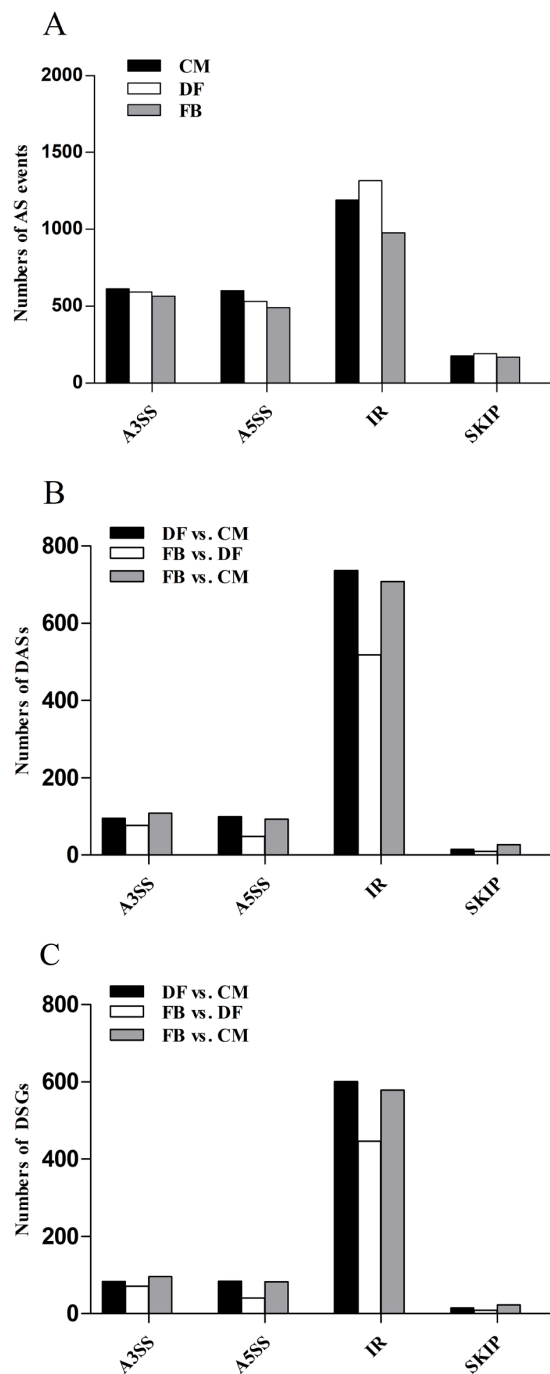 A
CM
DF
FB
2000
1500
1000
500
0
Numbers of AS events
A3SS
A5SS
IR
SKIP
B
DF vs. CM
FB vs. DF
FB vs. CM
800
600
400
200
0
Numbers of DASs
A3SS
A5SS
IR
SKIP
C
DF vs. CM
FB vs. DF
FB vs. CM
800
600
400
200
0
Numbers of DSGs
A3SS
A5SS
IR
SKIP